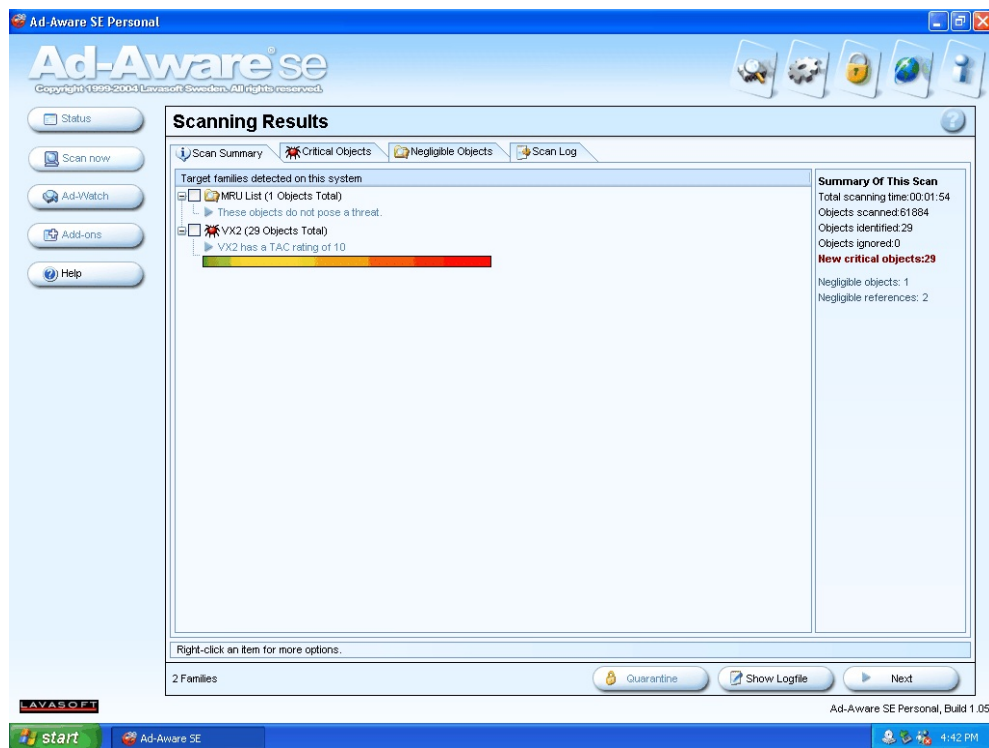 Ad-Aware SE Personal
Ad-Aware SE
Copyright 1999-2004 Lavasoft Sweden. All rights reserved.
Status
Scan now
Ad-Watch
Add-ons
Help
Scanning Results
Scan Summary
Critical Objects
Negligible Objects
Scan Log
Target families detected on this system
MRU List (1 Objects Total)
These objects do not pose a threat.
VX2 (29 Objects Total)
VX2 has a TAC rating of 10
Summary Of This Scan
Total scanning time:00:01:54
Objects scanned:61884
Objects identified:29
Objects ignored:0
New critical objects:29
Negligible objects: 1
Negligible references: 2
Right-click an item for more options.
2 Families
Quarantine
Show Logfile
Next
LAVASOFT
Ad-Aware SE Personal, Build 1.05
start
Ad-Aware SE
4:42 PM